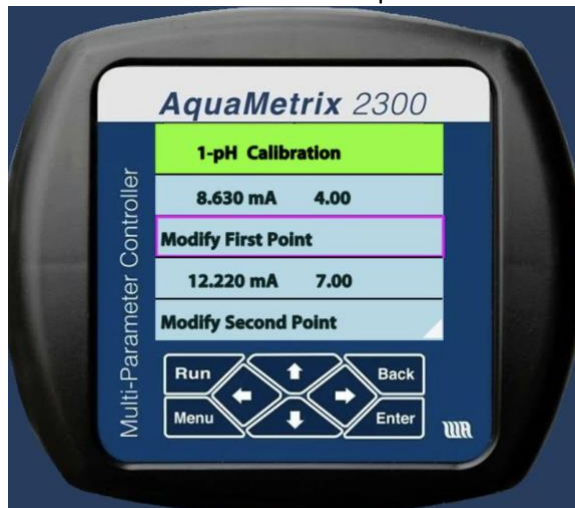 AquaMetrix 2300
Multi-Parameter Controller
1-pH Calibration
8.630 mA 4.00
Modify First Point
12.220 mA 7.00
Modify Second Point
Run
Back
Menu
Enter